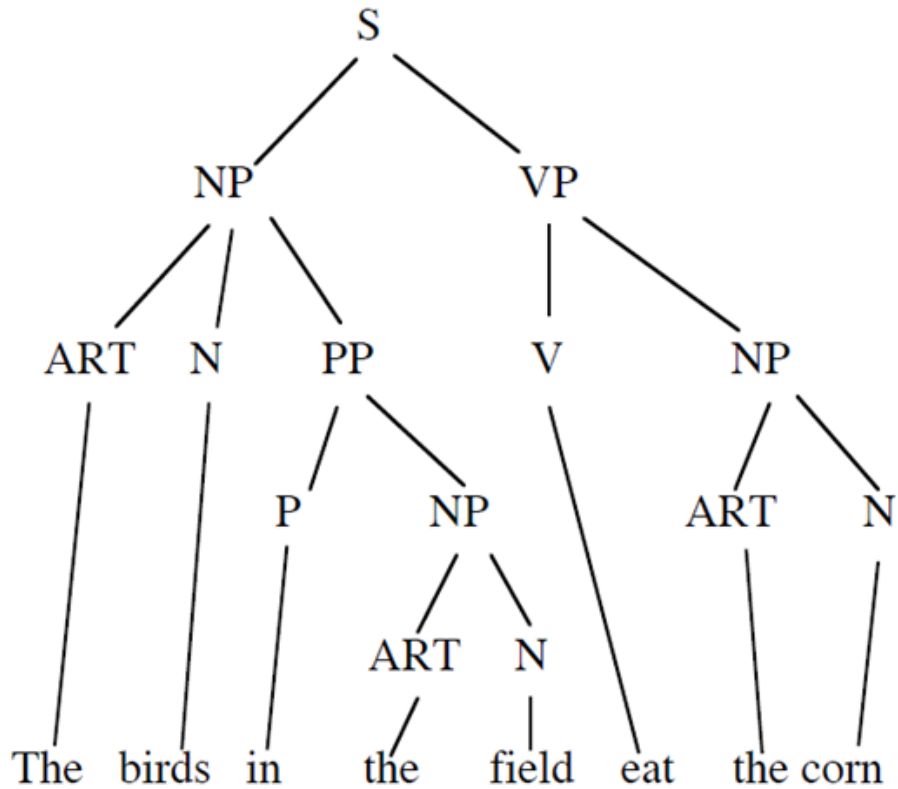 S
NP VP
ART N PP V NP
P NP ART N
ART N
The birds in the field eat the corn